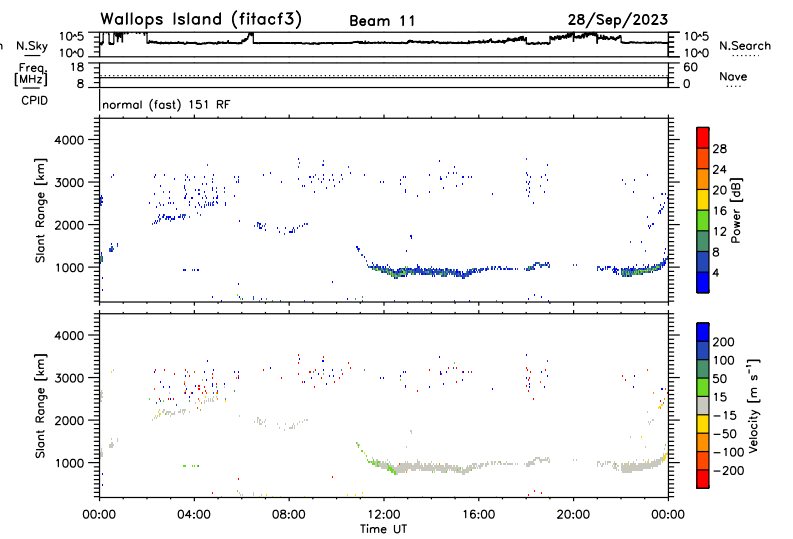 Wallops Island (fitacf3) Beam 11 28/Sep/2023
n N.Sky 10^5 10^5 N.Search
10^0 10^0
Freq. 18 60 Nave
[MHz] 8 0
CPID normal (fast) 151 RF
Slant Range [km]
4000
3000
2000
1000
28
24
20
16
12
8
4
Power [dB]
Slant Range [km]
4000
3000
2000
1000
200
100
50
15
-15
-50
-100
-200
Velocity [m s⁻¹]
00:00 04:00 08:00 12:00 16:00 20:00 00:00
Time UT